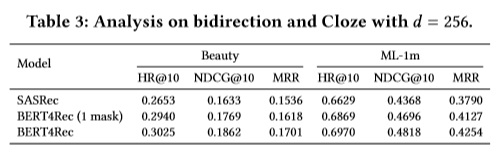 Table 3: Analysis on bidirection and Cloze with d = 256.
Model Beauty ML-1m
HR@10 NDCG@10 MRR HR@10 NDCG@10 MRR
SASRec 0.2653 0.1633 0.1536 0.6629 0.4368 0.3790
BERT4Rec (1 mask) 0.2940 0.1769 0.1618 0.6869 0.4696 0.4127
BERT4Rec 0.3025 0.1862 0.1701 0.6970 0.4818 0.4254